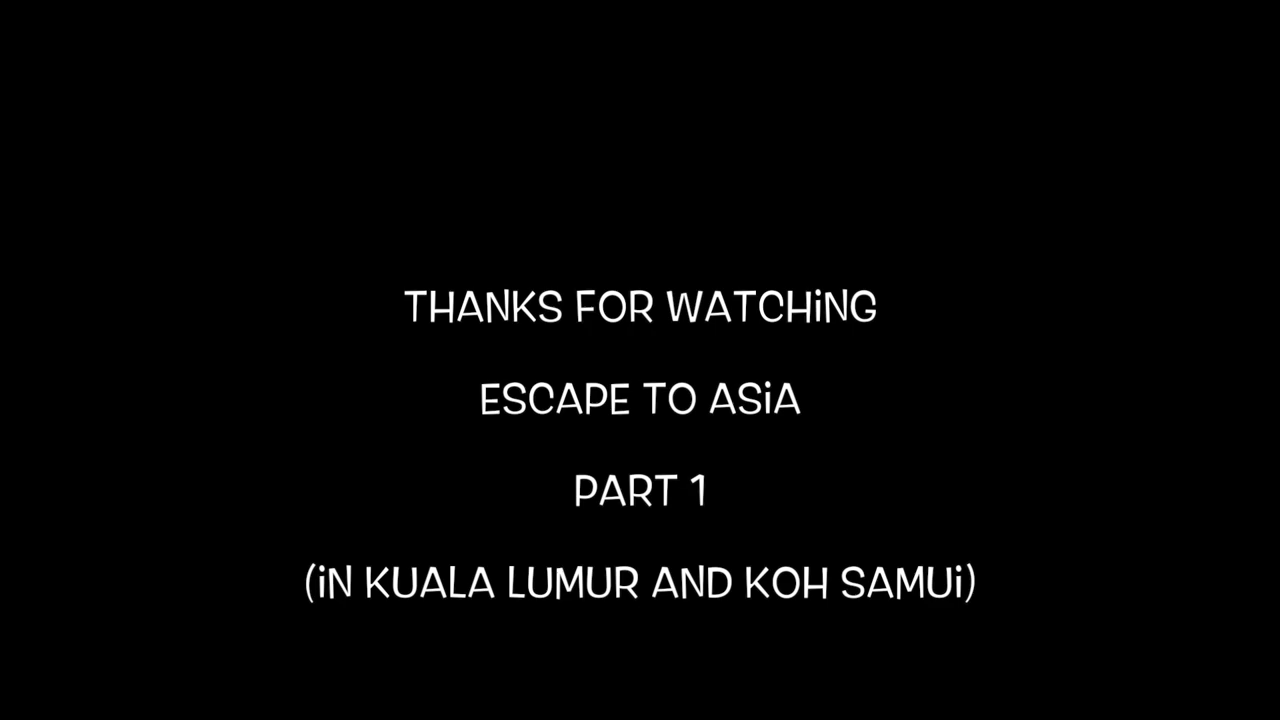 THANKS FOR WATCHiNG
ESCAPE TO ASiA
PART 1
(iN KUALA LUMUR AND KOH SAMUi)